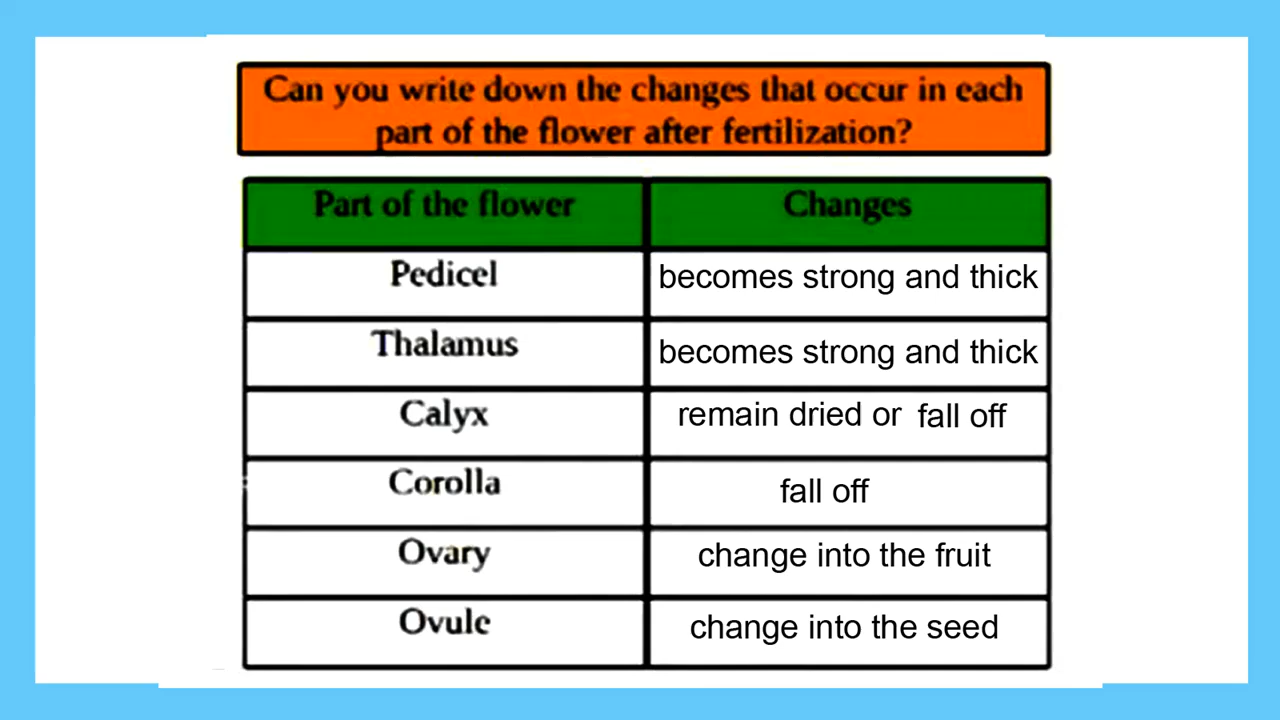 Can you write down the changes that occur in each
part of the flower after fertilization?
Part of the flower Changes
Pedicel becomes strong and thick
Thalamus becomes strong and thick
Calyx remain dried or fall off
Corolla fall off
Ovary change into the fruit
Ovule change into the seed